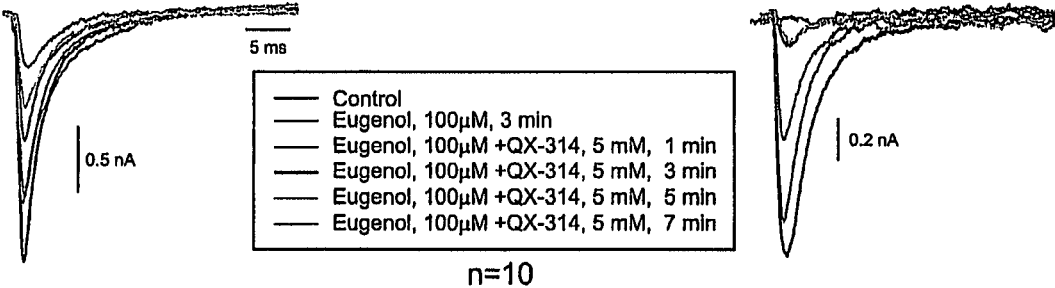 5 ms
0.5 nA
Control
Eugenol, 100μM, 3 min
Eugenol, 100μM +QX-314, 5 mM, 1 min
Eugenol, 100μM +QX-314, 5 mM, 3 min
Eugenol, 100μM +QX-314, 5 mM, 5 min
Eugenol, 100μM +QX-314, 5 mM, 7 min
0.2 nA
n=10